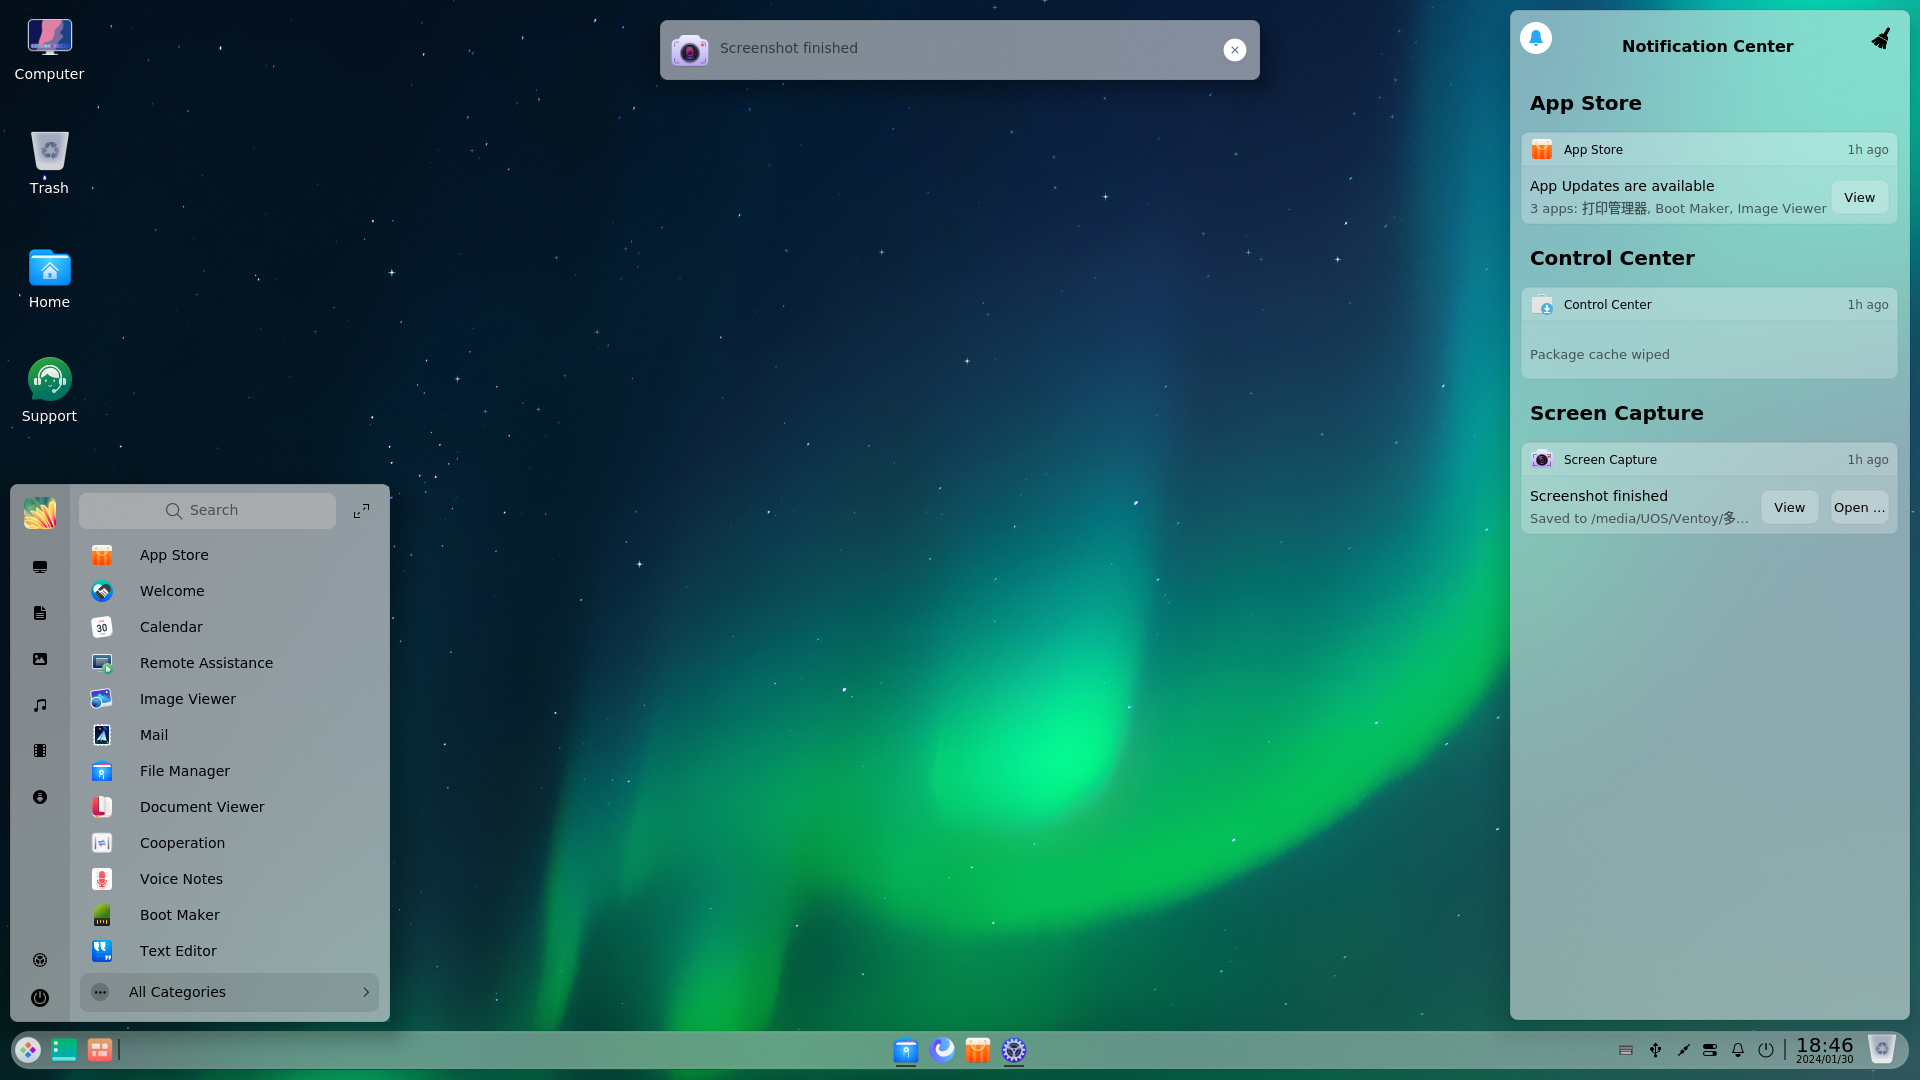 Computer
Trash
Home
Support
Screenshot finished
Notification Center
App Store
App Store
1h ago
App Updates are available
3 apps: 打印管理器, Boot Maker, Image Viewer
View
Control Center
Control Center
1h ago
Package cache wiped
Screen Capture
Screen Capture
1h ago
Screenshot finished
Saved to /media/UOS/Ventoy/多...
View
Open ...
Search
App Store
Welcome
Calendar
30
Remote Assistance
Image Viewer
Mail
File Manager
Document Viewer
Cooperation
Voice Notes
Boot Maker
Text Editor
All Categories
18:46
2024/01/30